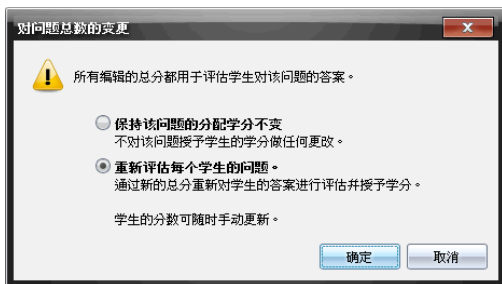 对问题总数的变更
所有编辑的总分都用于评估学生对该问题的答案。
保持该问题的分配学分不变
不对该问题授予学生的学分做任何更改。
重新评估每个学生的问题。
通过新的总分重新对学生的答案进行评估并授予学分。
学生的分数可随时手动更新。
确定
取消